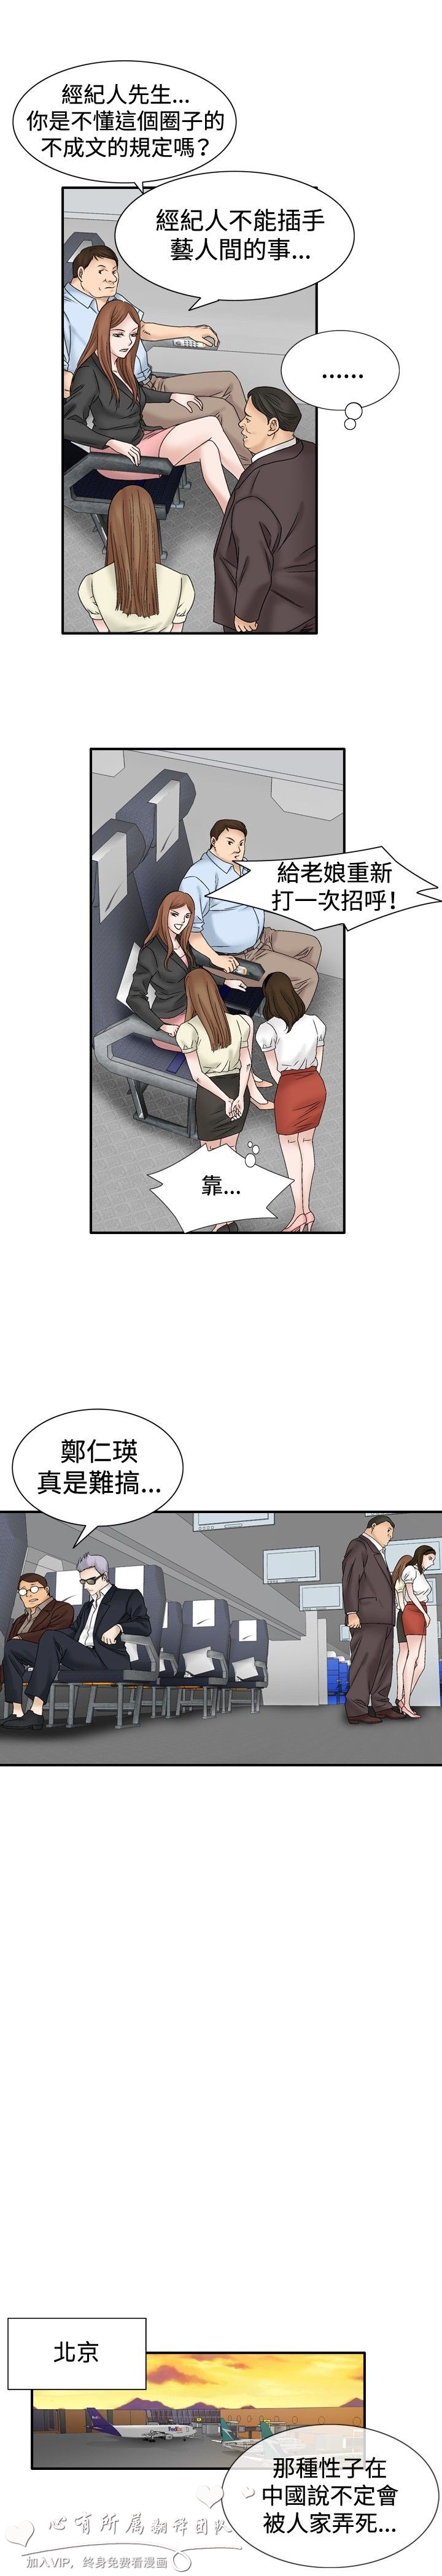 經紀人先生...
你是不懂這個圈子的
不成文的規定嗎?
經紀人不能插手
藝人間的事...
......
給老娘重新
打一次招呼!
靠...
鄭仁瑛
真是難搞...
北京
FedEx
那種性子在
中國說不定會
被人家弄死...
心有所属翻译团队
加入VIP，终身免费看漫画